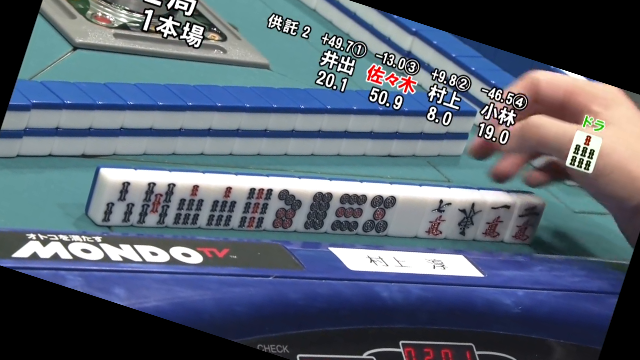 1本場
供託 2
+49.7① -13.0③ +9.8② -46.5④
井出 佐々木 村上 小林
20.1 50.9 8.0 19.0
ドラ
オトコを満たす
MONDO TV
村上 淳
CHECK